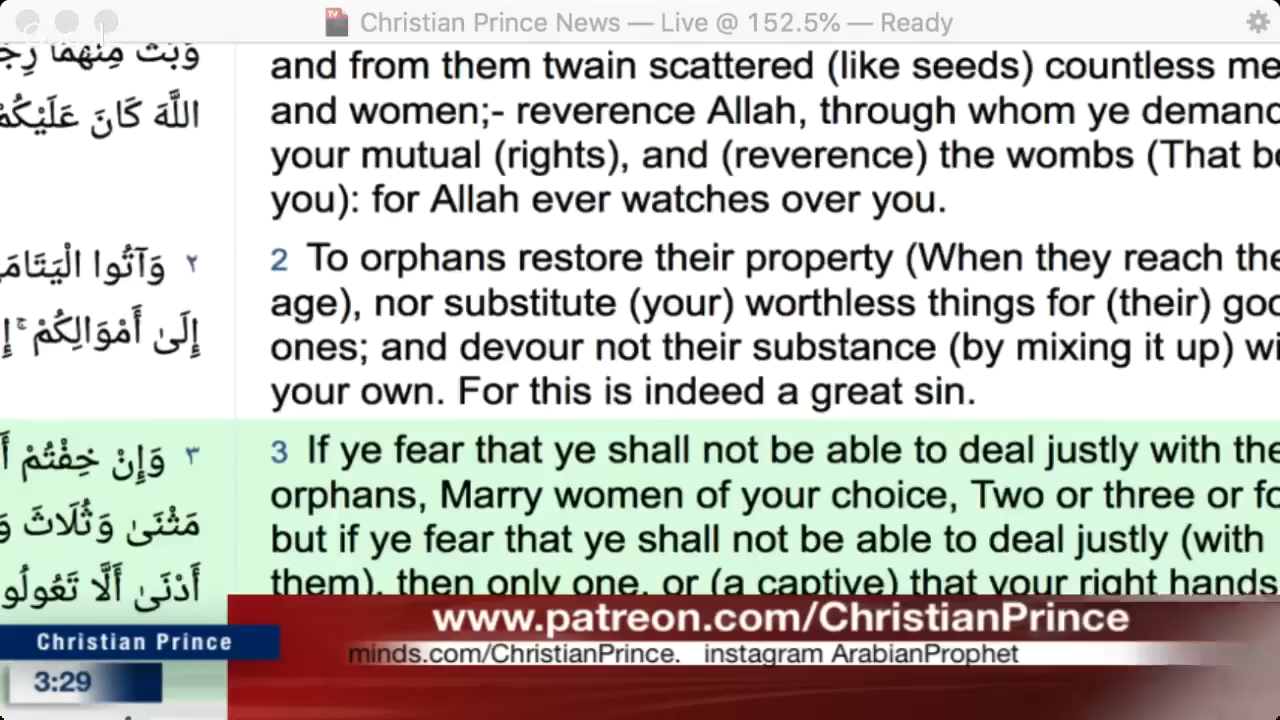 Christian Prince News — Live @ 152.5% — Ready
and from them twain scattered (like seeds) countless me
and women;- reverence Allah, through whom ye demand
your mutual (rights), and (reverence) the wombs (That be
you): for Allah ever watches over you.
2 To orphans restore their property (When they reach the
age), nor substitute (your) worthless things for (their) goo
ones; and devour not their substance (by mixing it up) wi
your own. For this is indeed a great sin.
3 If ye fear that ye shall not be able to deal justly with the
orphans, Marry women of your choice, Two or three or fo
but if ye fear that ye shall not be able to deal justly (with
them), then only one, or (a captive) that your right hands
وَبَثَّ مِنْهُمَا رِجَ
اللَّهَ كَانَ عَلَيْكُمْ
٢ وَآتُوا الْيَتَامَ
إِلَىٰ أَمْوَالِكُمْ ۚ إِ
٣ وَإِنْ خِفْتُمْ أَ
مَثْنَىٰ وَثُلَاثَ وَ
أَدْنَىٰ أَلَّا تَعُولُو
www.patreon.com/ChristianPrince
Christian Prince
minds.com/ChristianPrince. instagram ArabianProphet
3:29